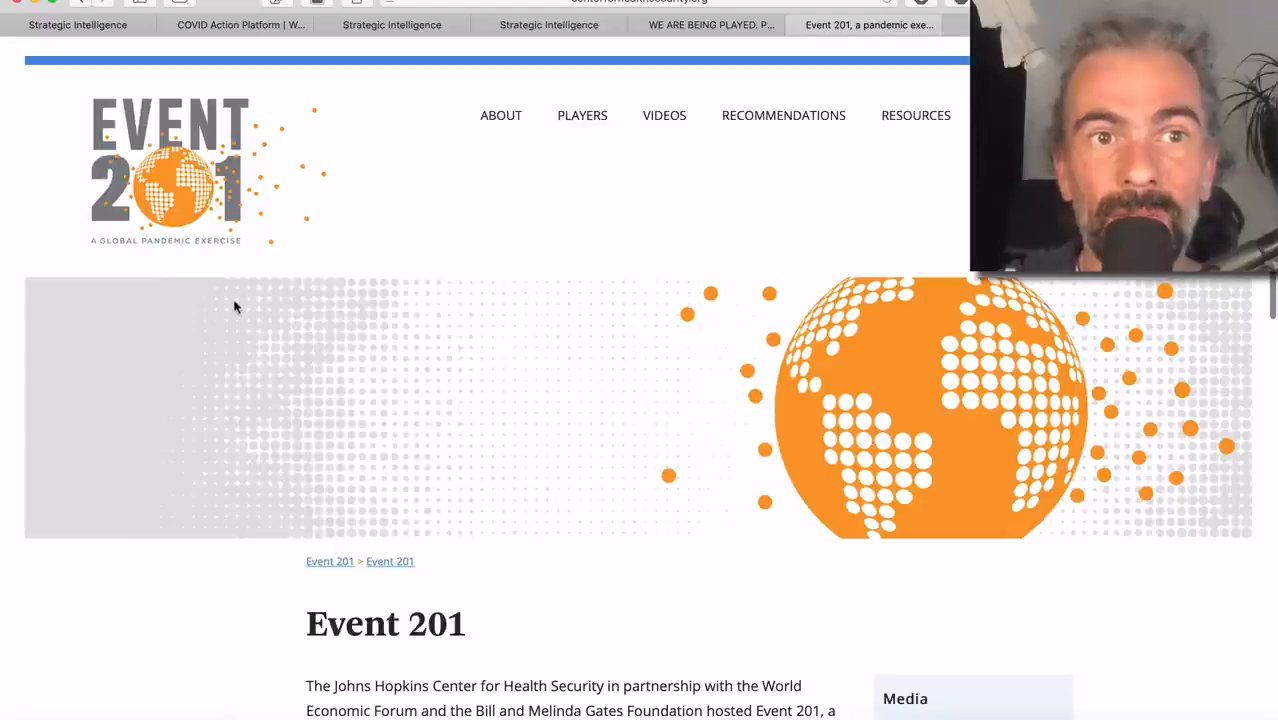 Strategic Intelligence
COVID Action Platform | W...
Strategic Intelligence
Strategic Intelligence
WE ARE BEING PLAYED. P...
Event 201, a pandemic exe...
EVENT
201
A GLOBAL PANDEMIC EXERCISE
ABOUT
PLAYERS
VIDEOS
RECOMMENDATIONS
RESOURCES
Event 201 > Event 201
Event 201
The Johns Hopkins Center for Health Security in partnership with the World
Economic Forum and the Bill and Melinda Gates Foundation hosted Event 201, a
Media